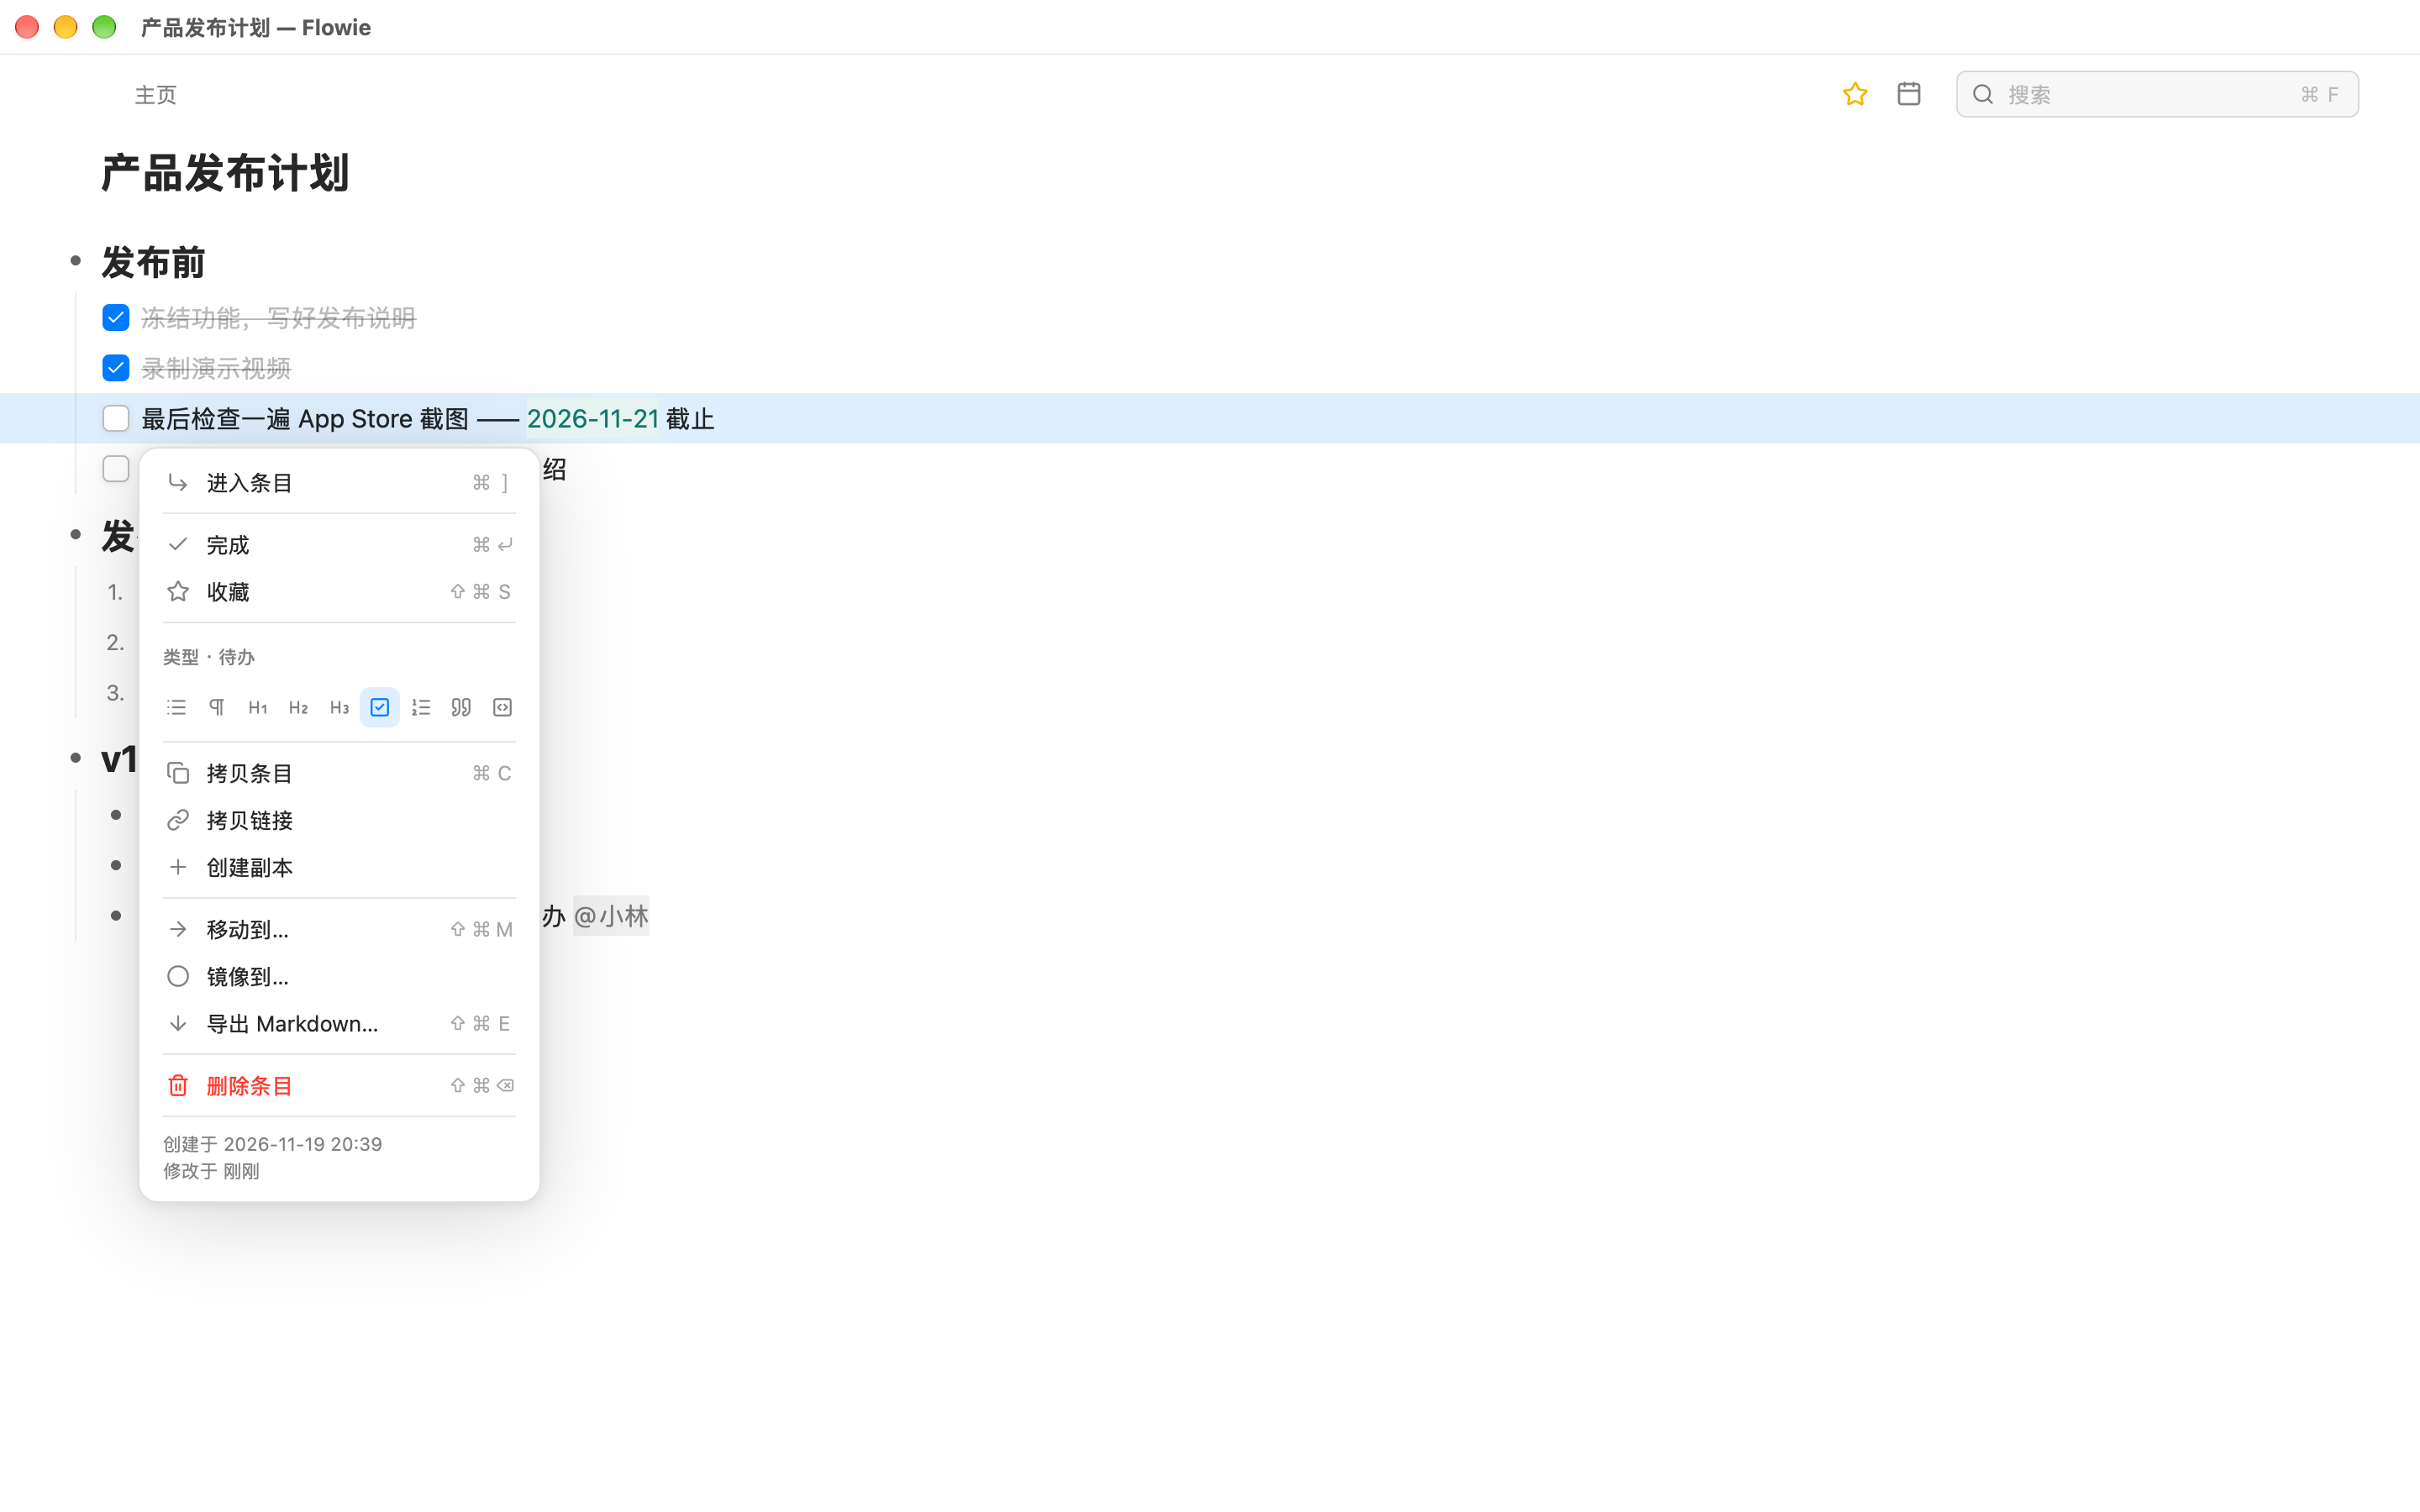 产品发布计划 — Flowie
主页
搜索 ⌘ F
产品发布计划
发布前
冻结功能，写好发布说明
录制演示视频
最后检查一遍 App Store 截图 —— 2026-11-21 截止
绍
进入条目 ⌘ ]
发
完成 ⌘ ↩
1.
收藏 ⇧ ⌘ S
2.
类型 · 待办
3.
H1 H2 H3
v1
拷贝条目 ⌘ C
拷贝链接
创建副本
办 @小林
移动到... ⇧ ⌘ M
镜像到...
导出 Markdown... ⇧ ⌘ E
删除条目 ⇧ ⌘ ⌫
创建于 2026-11-19 20:39
修改于 刚刚